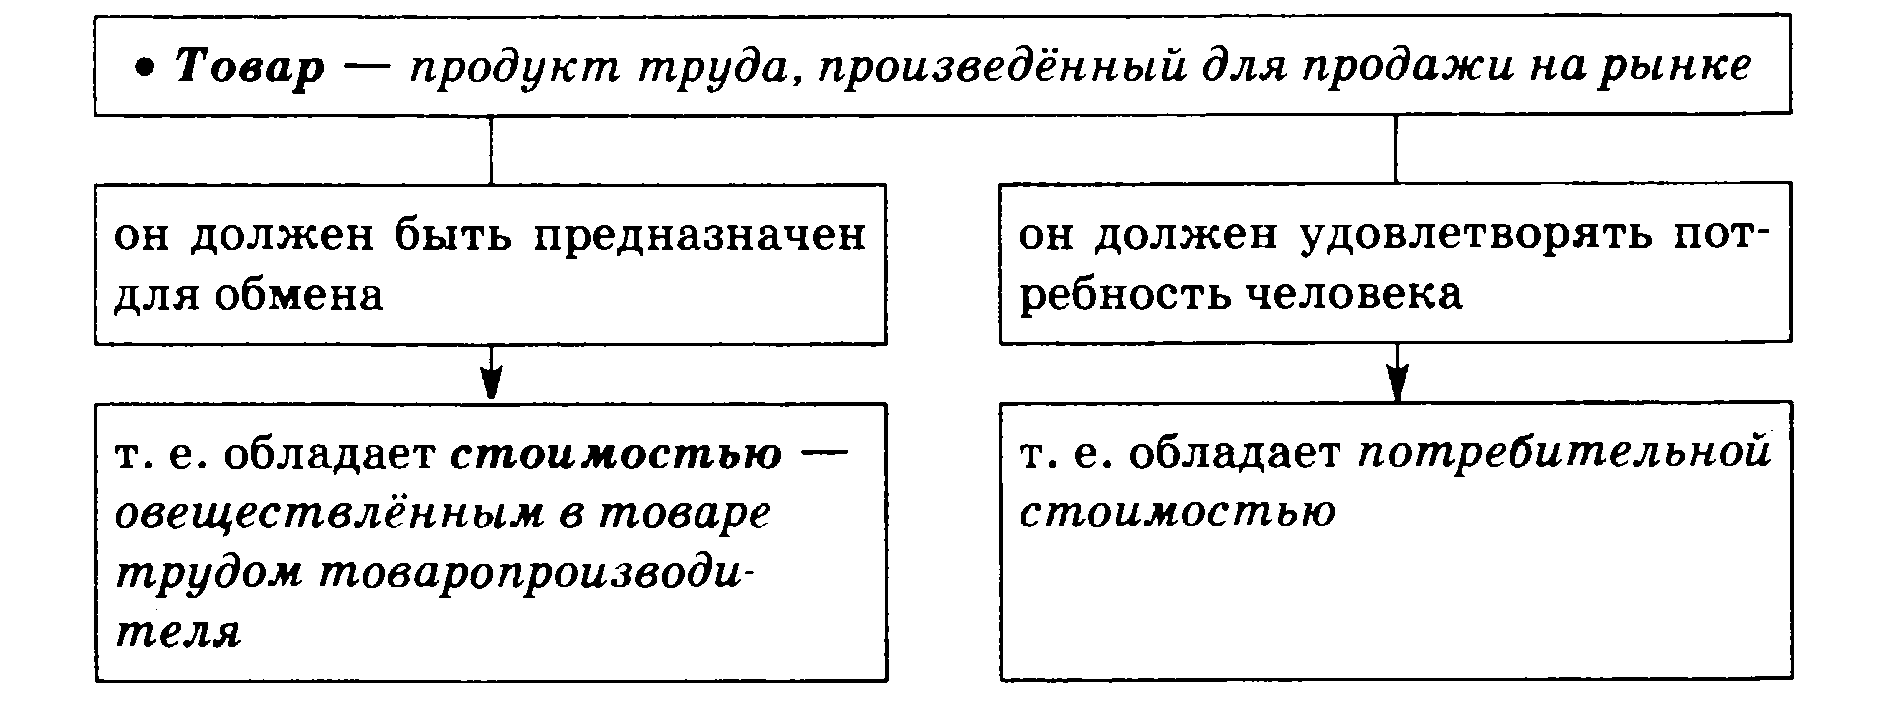 • Товар — продукт труда, произведённый для продажи на рынке
он должен быть предназначен
для обмена
т. е. обладает стоимостью —
овеществлённым в товаре
трудом товаропроизводи-
теля
он должен удовлетворять пот-
ребность человека
т. е. обладает потребительной
стоимостью